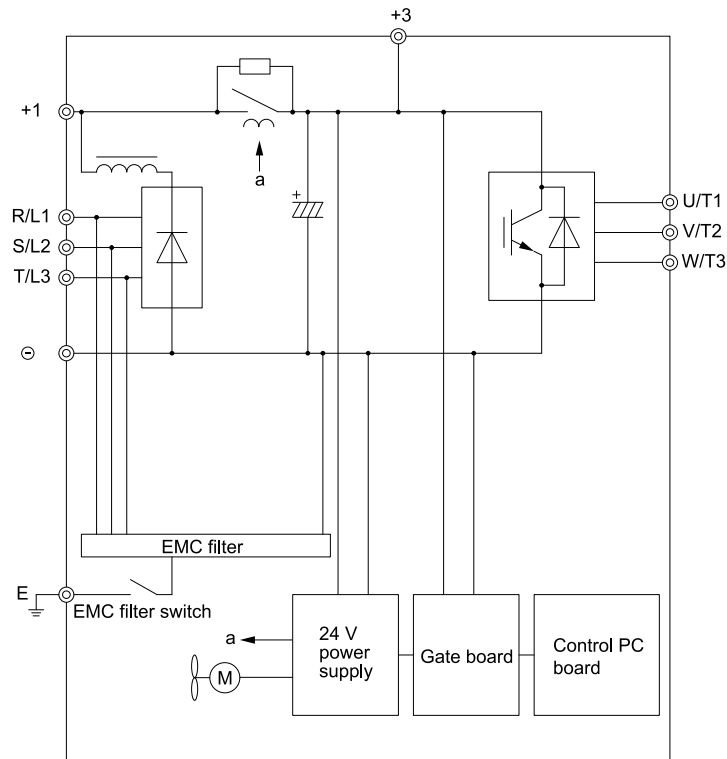 +3
+1
a
+
R/L1
S/L2
T/L3
⊖
U/T1
V/T2
W/T3
EMC filter
E
EMC filter switch
a
M
24 V
power
supply
Gate board
Control PC
board